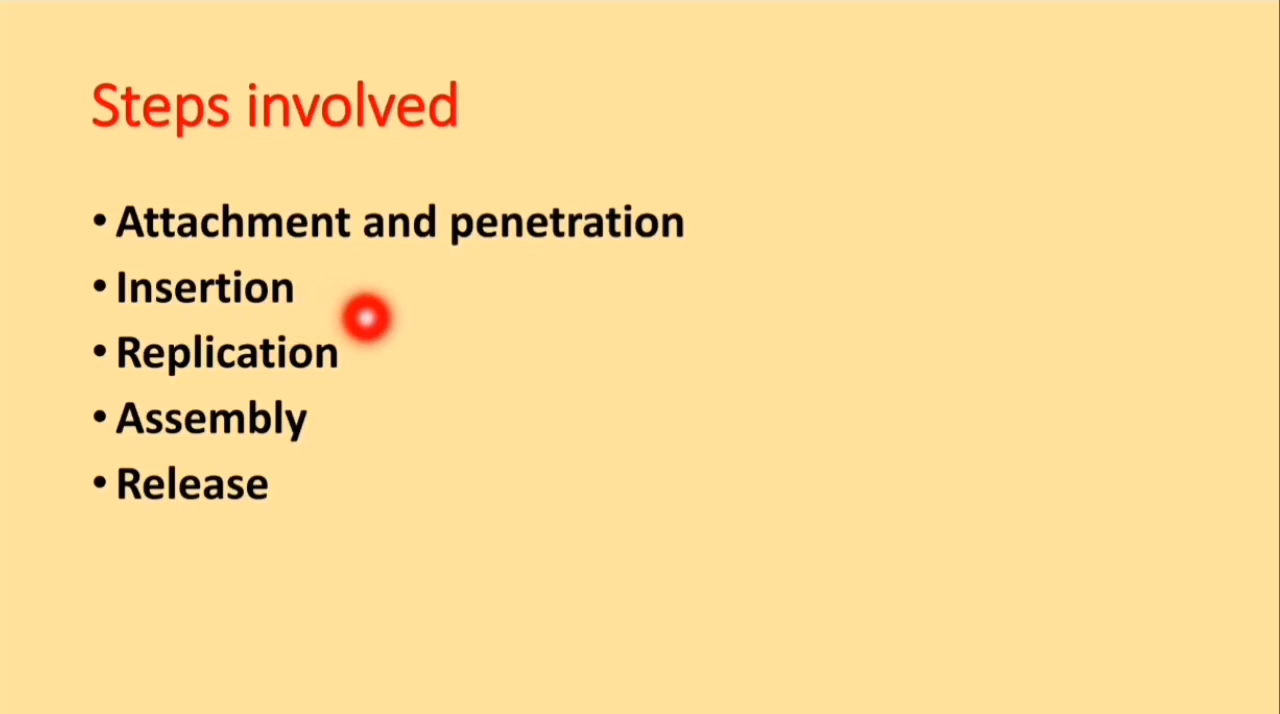 Steps involved
• Attachment and penetration
• Insertion
• Replication
• Assembly
• Release